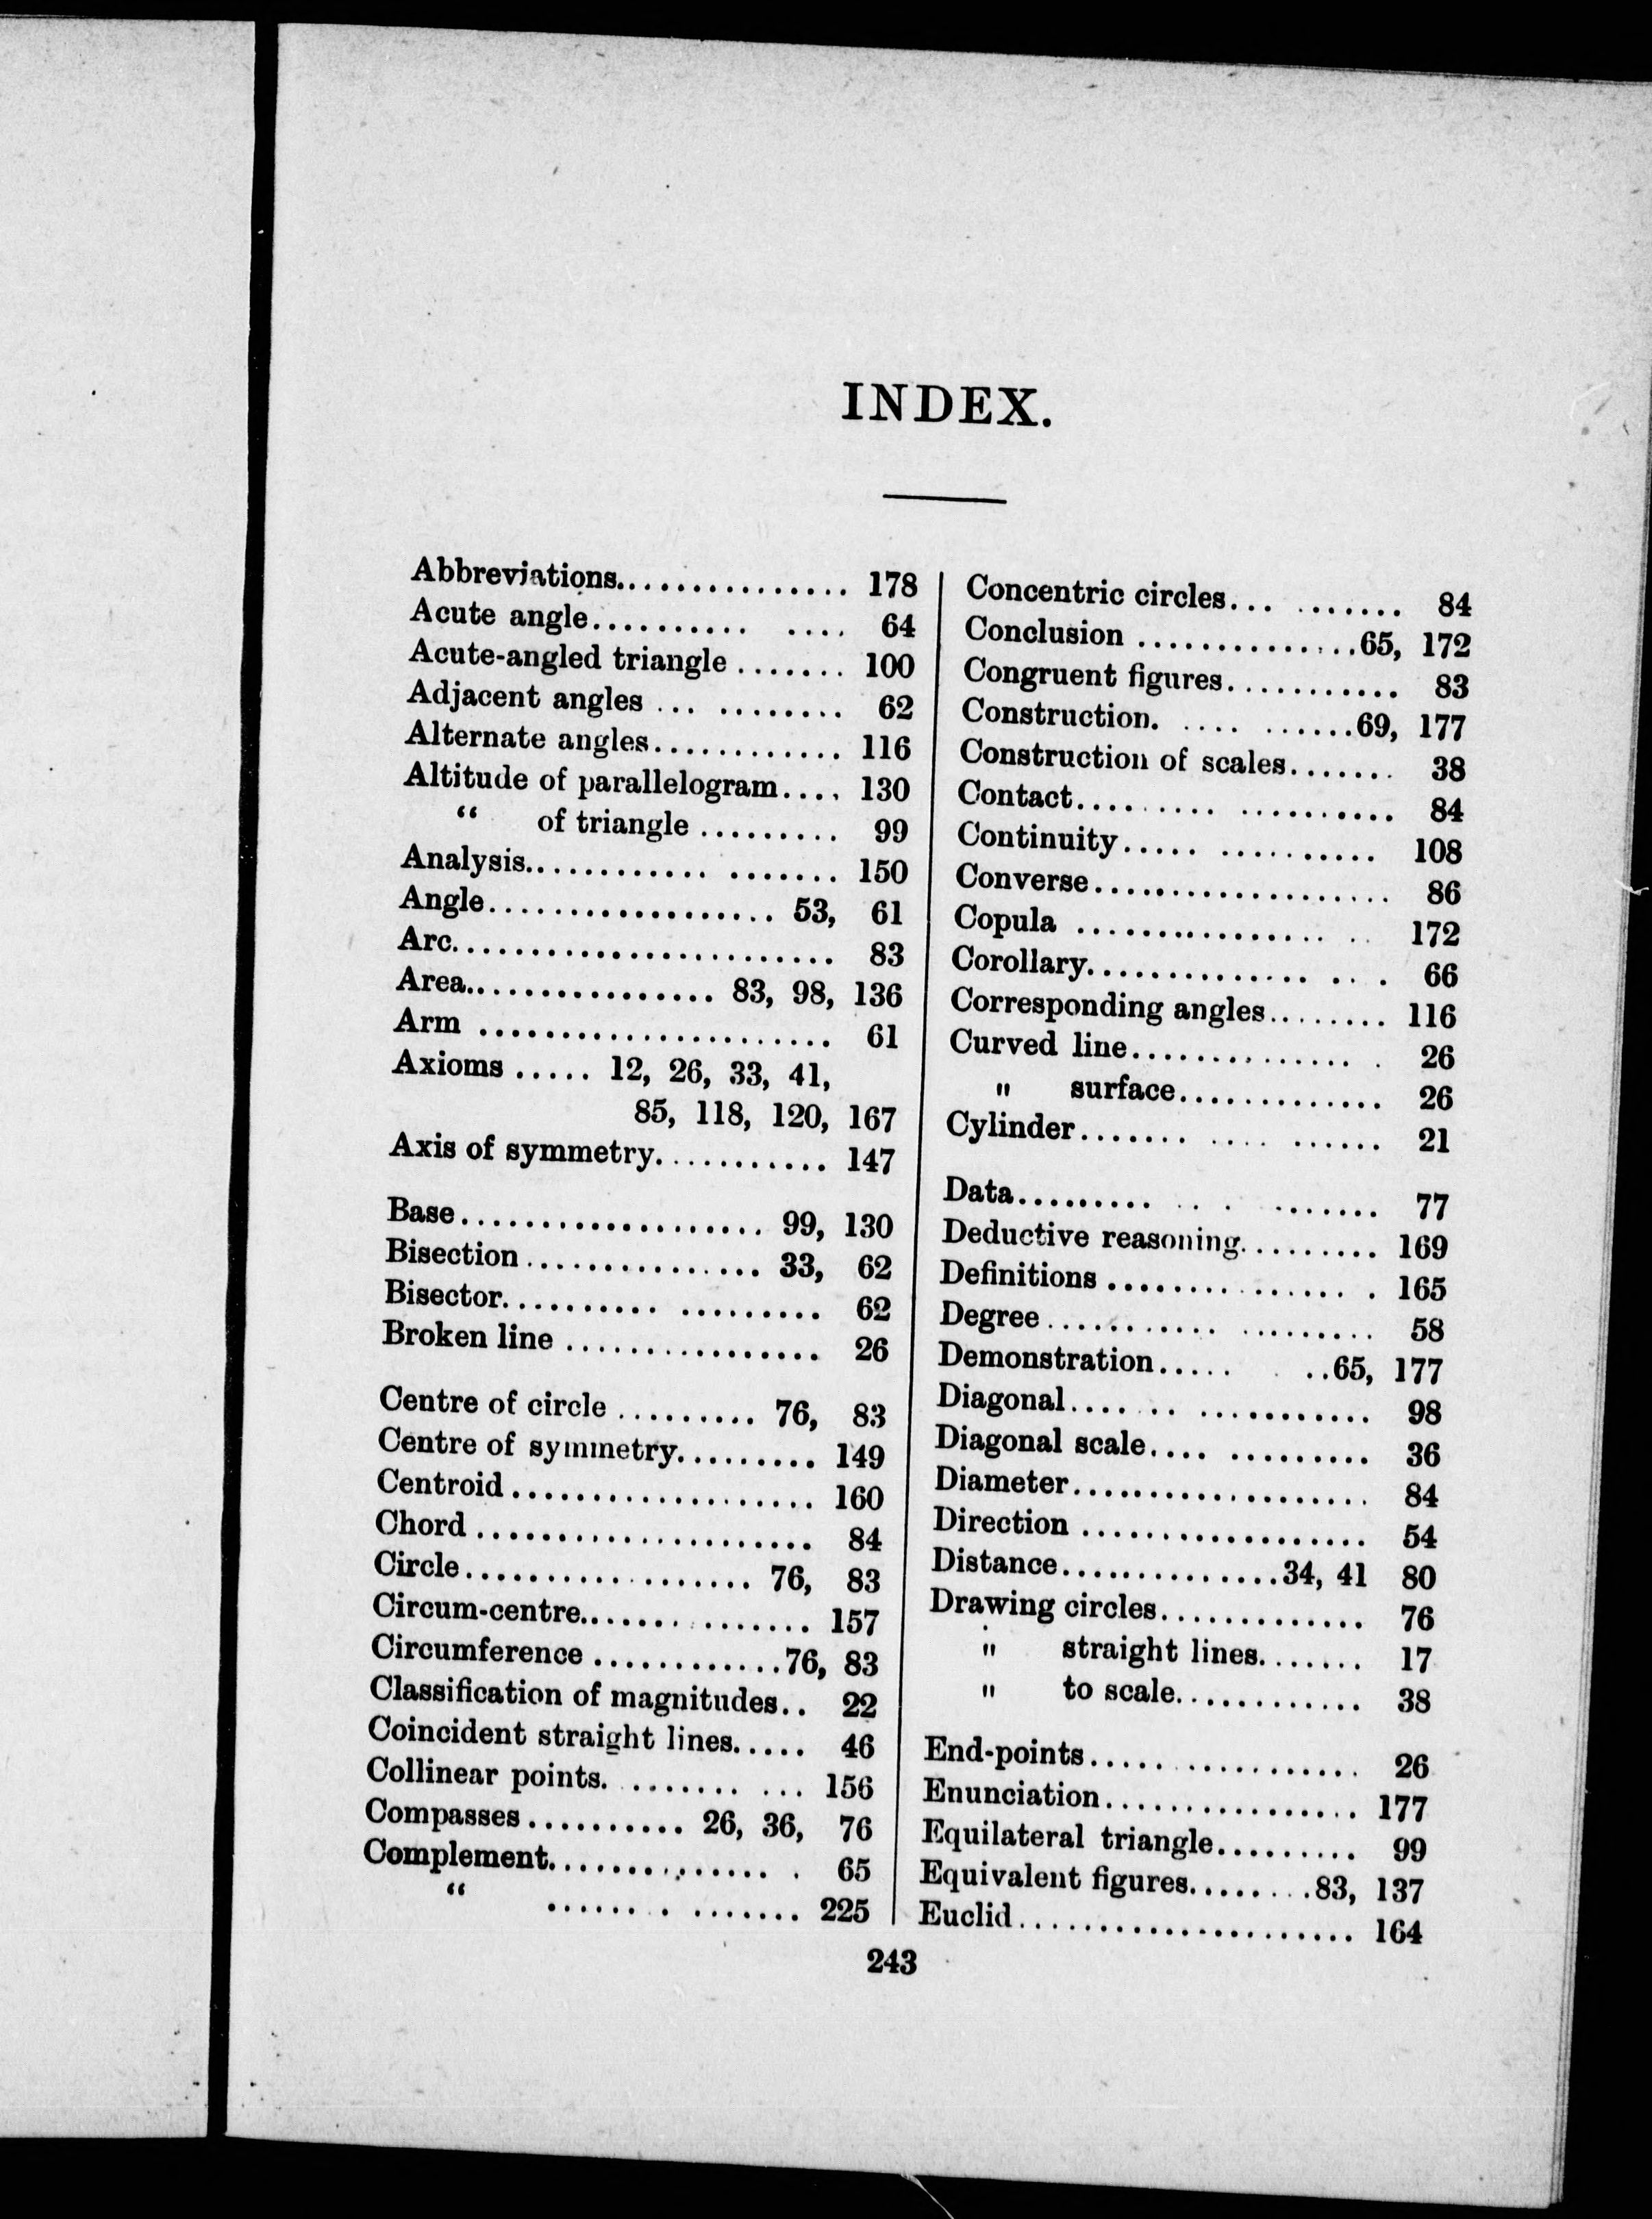 INDEX.
Abbreviations................ 178
Acute angle.......... .... 64
Acute-angled triangle ....... 100
Adjacent angles ... ........ 62
Alternate angles............ 116
Altitude of parallelogram.... 130
“ of triangle ......... 99
Analysis............. ....... 150
Angle.................. 53, 61
Arc........................ 83
Area................ 83, 98, 136
Arm ...................... 61
Axioms ..... 12, 26, 33, 41,
85, 118, 120, 167
Axis of symmetry........... 147
Base................... 99, 130
Bisection............... 33, 62
Bisector.......... ......... 62
Broken line ................ 26
Centre of circle ......... 76, 83
Centre of symmetry......... 149
Centroid................... 160
Chord ..................... 84
Circle.................. 76, 83
Circum-centre............... 157
Circumference ............76, 83
Classification of magnitudes.. 22
Coincident straight lines..... 46
Collinear points. ....... ... 156
Compasses.......... 26, 36, 76
Complement.............. . 65
“ ...... . ....... 225
Concentric circles... ....... 84
Conclusion ..............65, 172
Congruent figures........... 83
Construction. .... ......69, 177
Construction of scales....... 38
Contact......... .......... 84
Continuity..... .......... 108
Converse................... 86
Copula ................ .. 172
Corollary.............. .. . 66
Corresponding angles........ 116
Curved line.............. . 26
" surface............. 26
Cylinder....... .... ...... 21
Data......... . . ....... 77
Deductive reasoning......... 169
Definitions ............... . 165
Degree........... ......... 58
Demonstration..... . ..65, 177
Diagonal.... .. ........... 98
Diagonal scale.... ......... 36
Diameter................... 84
Direction .................. 54
Distance..............34, 41 80
Drawing circles............. 76
" straight lines....... 17
" to scale............ 38
End-points................. 26
Enunciation................ 177
Equilateral triangle......... 99
Equivalent figures........83, 137
Euclid..................... 164
243